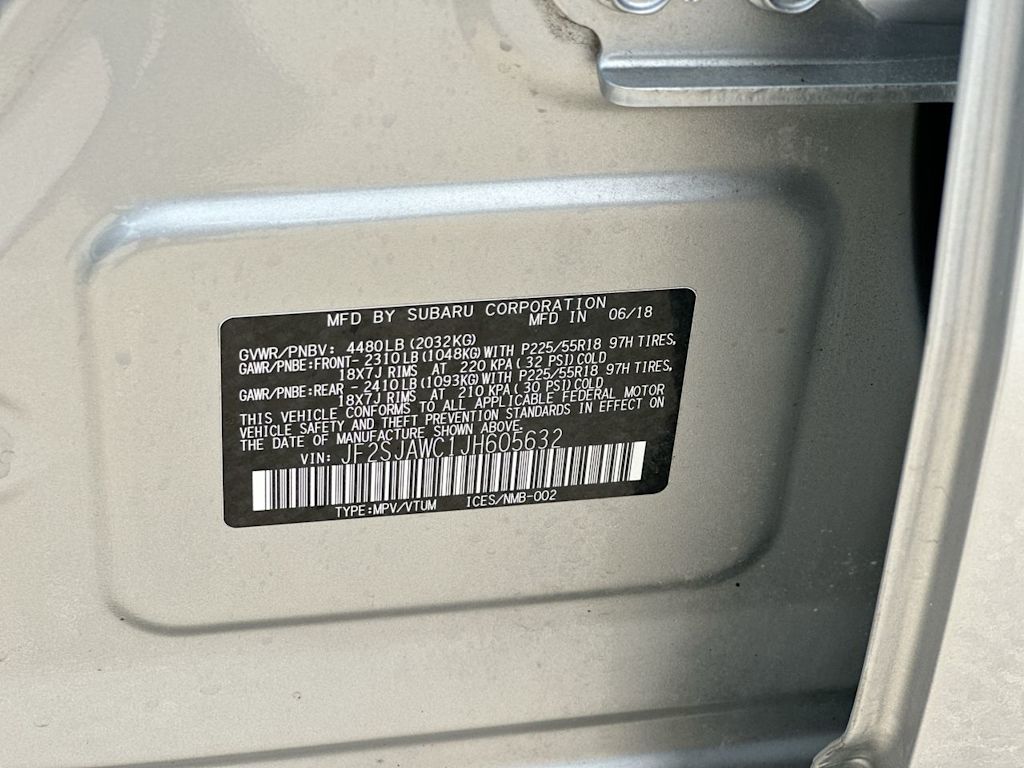 MFD BY SUBARU CORPORATION
MFD IN 06/18
GVWR/PNBV: 4480LB(2032KG)
GAWR/PNBE:FRONT- 2310LB(1048KG)WITH P225/55R18 97H TIRES,
18X7J RIMS AT 220 KPA( 32 PSI)COLD
GAWR/PNBE:REAR - 2410LB(1093KG)WITH P225/55R18 97H TIRES,
18X7J RIMS AT 210 KPA( 30 PSI)COLD
THIS VEHICLE CONFORMS TO ALL APPLICABLE FEDERAL MOTOR
VEHICLE SAFETY AND THEFT PREVENTION STANDARDS IN EFFECT ON
THE DATE OF MANUFACTURE SHOWN ABOVE.
VIN: JF2SJAWC1JH605632
TYPE:MPV/VTUM ICES/NMB-002